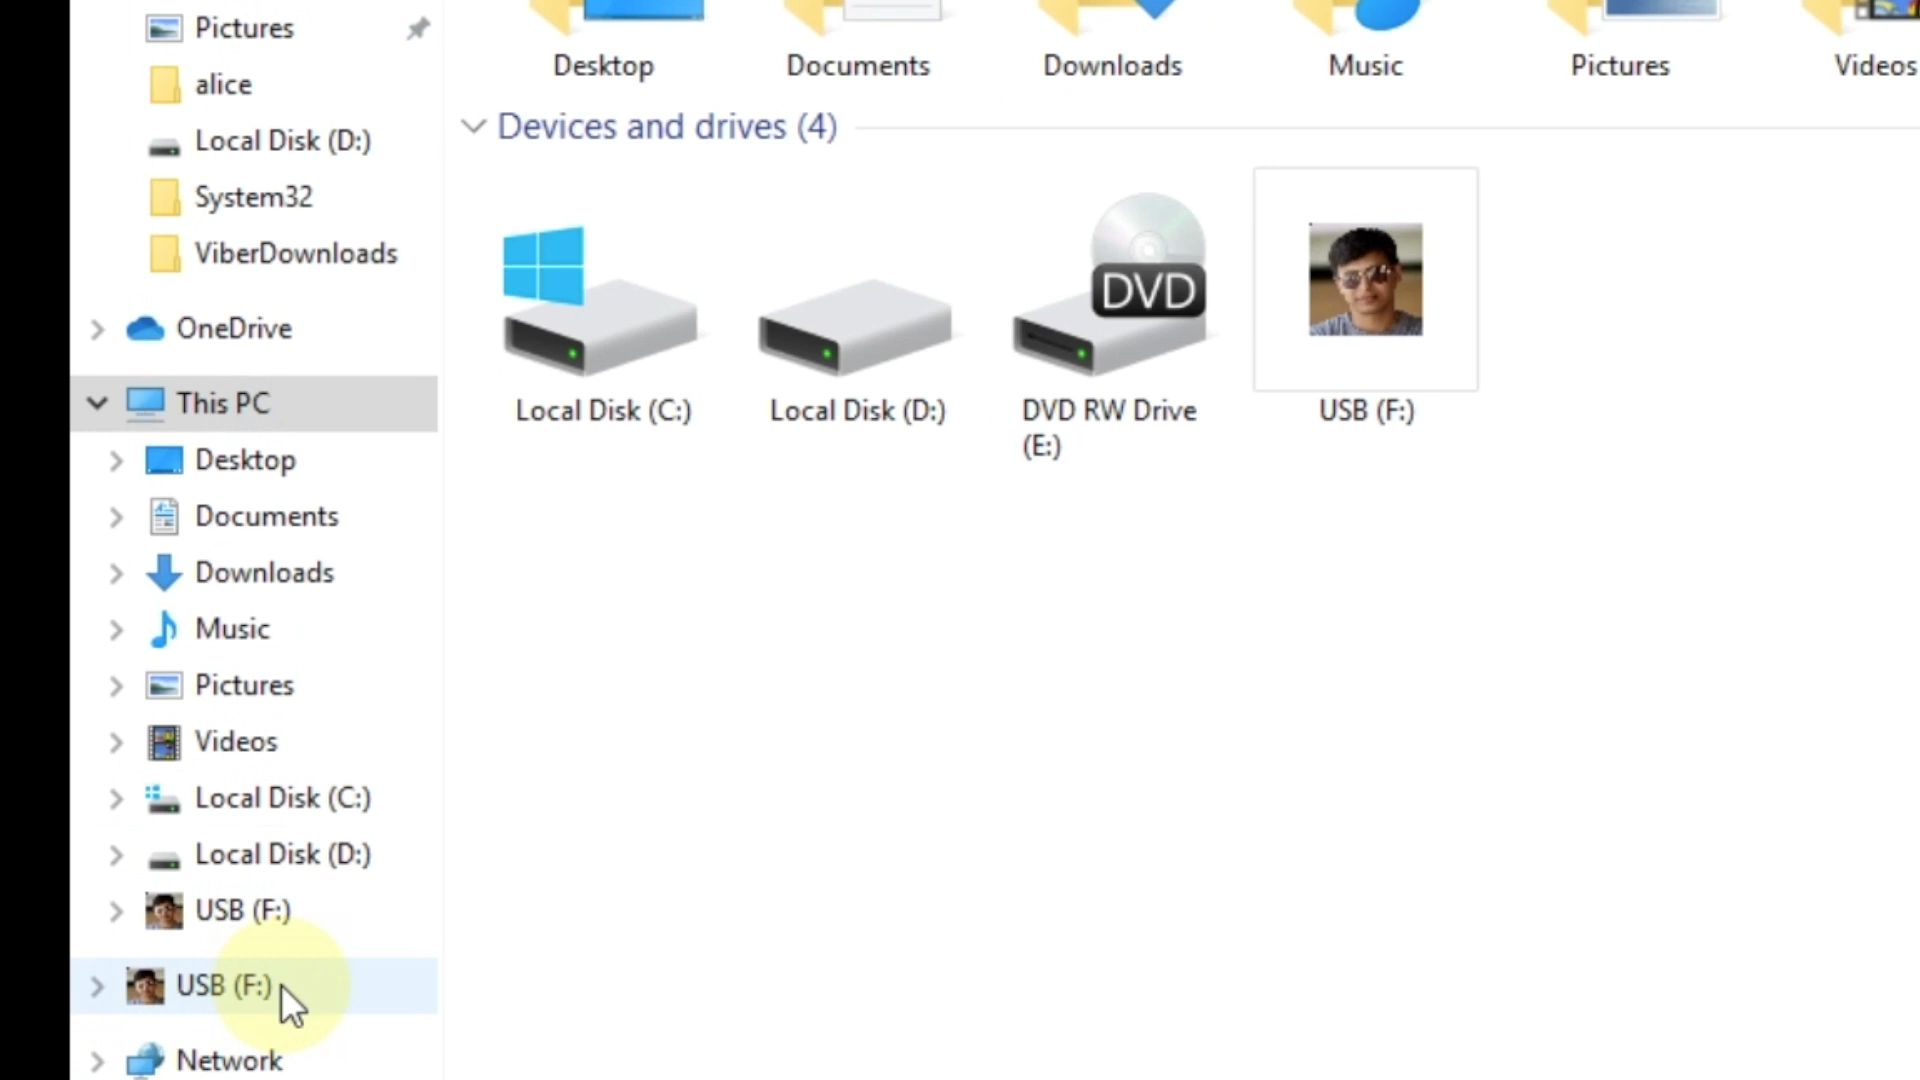 Pictures
alice
Local Disk (D:)
System32
ViberDownloads
OneDrive
This PC
Desktop
Documents
Downloads
Music
Pictures
Videos
Local Disk (C:)
Local Disk (D:)
USB (F:)
USB (F:)
Network
Desktop
Documents
Downloads
Music
Pictures
Videos
Devices and drives (4)
DVD
Local Disk (C:)
Local Disk (D:)
DVD RW Drive
(E:)
USB (F:)